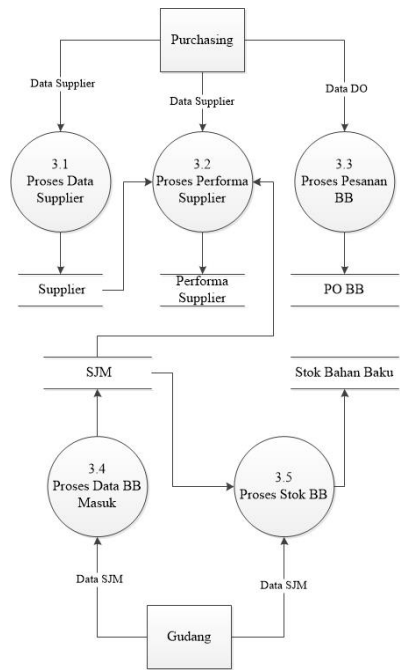 Purchasing
Data Supplier
Data Supplier
Data DO
3.1
Proses Data
Supplier
3.2
Proses Performa
Supplier
3.3
Proses Pesanan
BB
Supplier
Performa
Supplier
PO BB
SJM
Stok Bahan Baku
3.4
Proses Data BB
Masuk
3.5
Proses Stok BB
Data SJM
Data SJM
Gudang